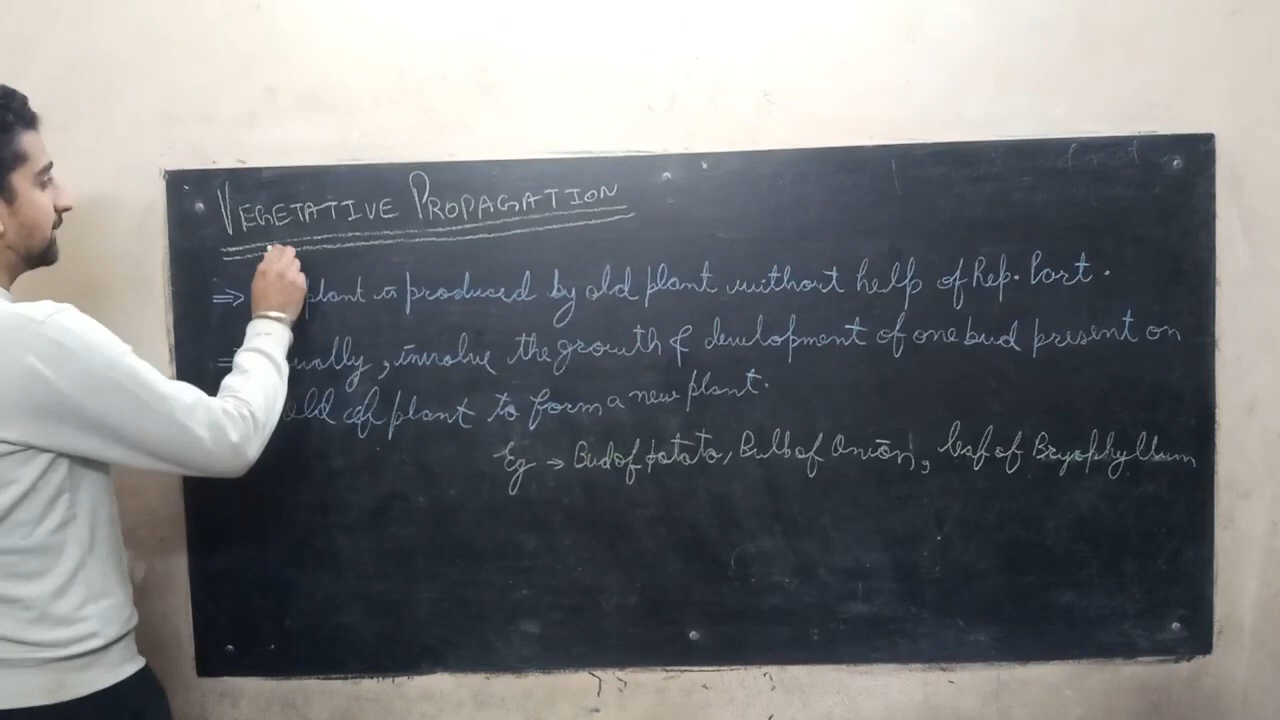 VEGETATIVE PROPAGATION
⇒ plant is produced by old plant without help of Rep. Part.
⇒ ually, involve the growth & development of one bud present on
old of plant to form a new plant.
Eg → Bud of potato, Bulb of Onion, leaf of Bryophyllum